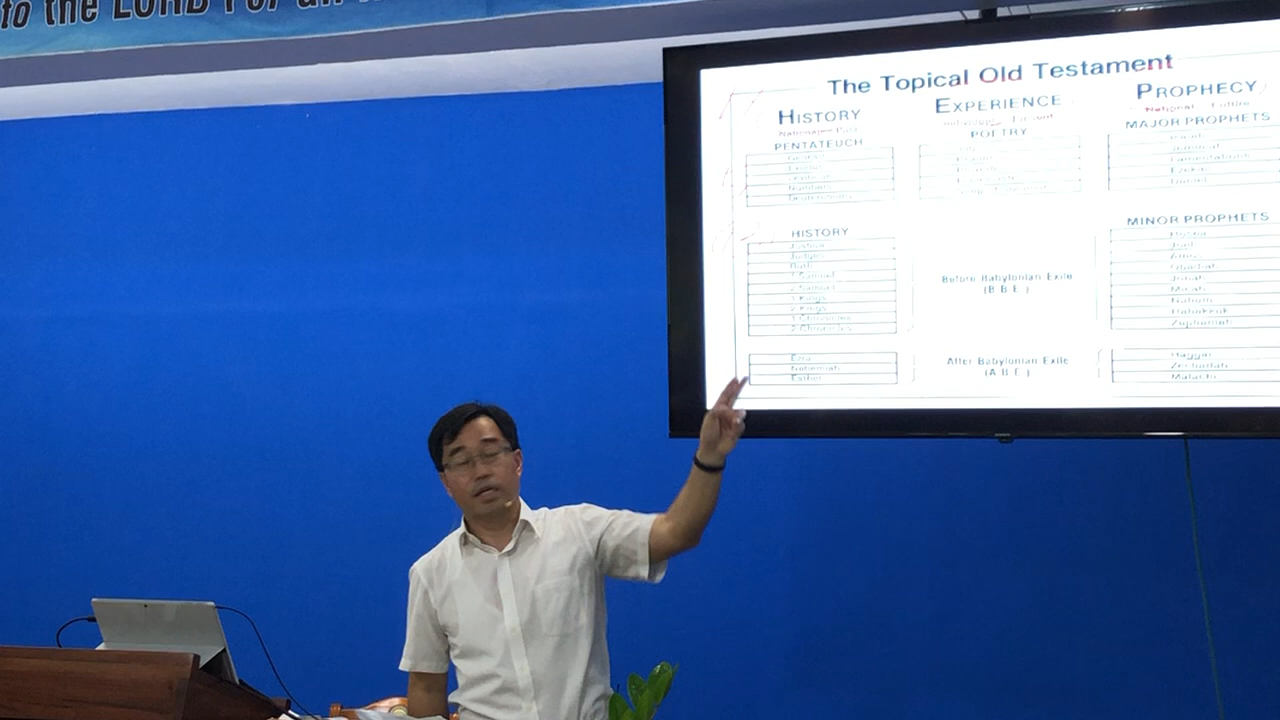 to the LORD For all
The Topical Old Testament
HISTORY
PENTATEUCH
Genesis
Exodus
Leviticus
Numbers
Deuteronomy
HISTORY
Joshua
Judges
Ruth
1 Samuel
2 Samuel
1 Kings
2 Kings
1 Chronicles
2 Chronicles
Ezra
Nehemiah
Esther
EXPERIENCE
POETRY
Before Babylonian Exile
(B.B.E.)
After Babylonian Exile
(A.B.E.)
PROPHECY
National Future
MAJOR PROPHETS
Jeremiah
Lamentations
Ezekiel
Daniel
MINOR PROPHETS
Hosea
Joel
Amos
Obadiah
Jonah
Micah
Nahum
Habakkuk
Zephaniah
Haggai
Zechariah
Malachi